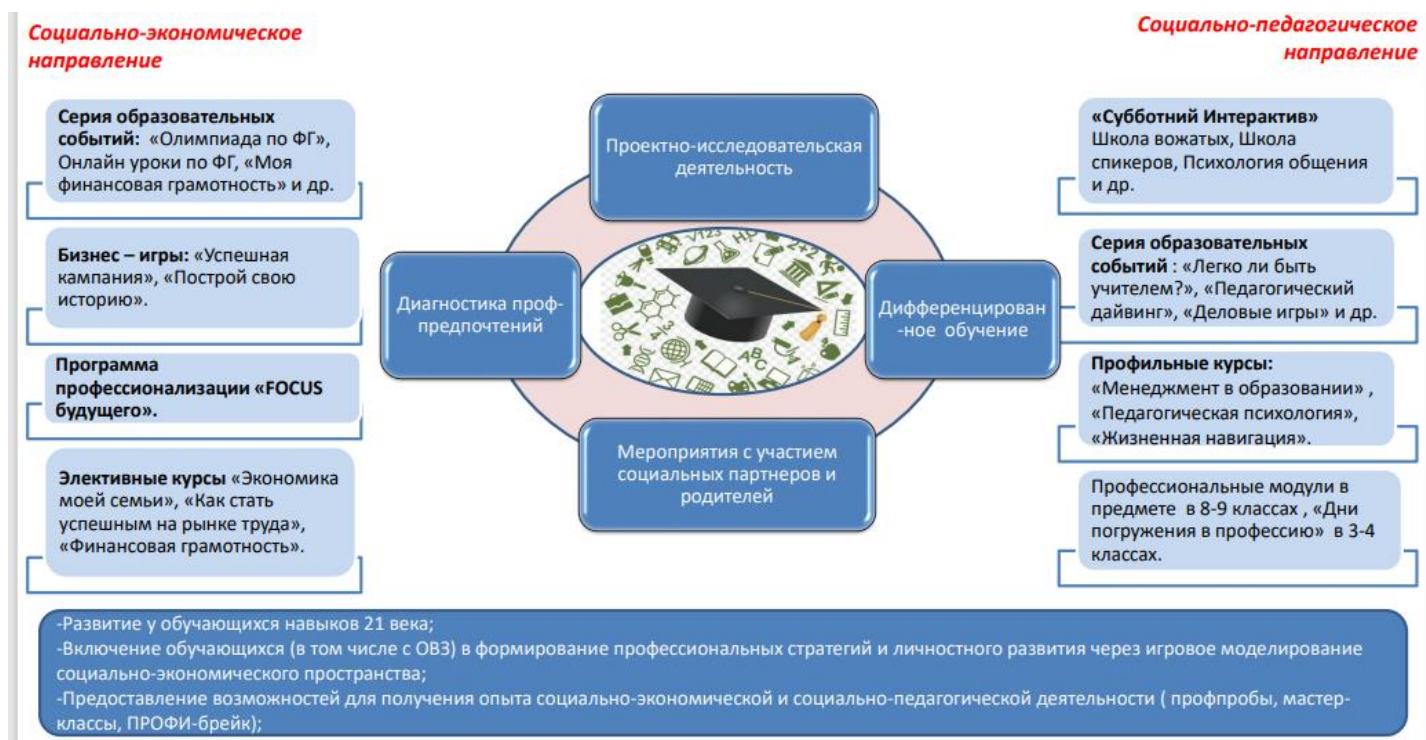 Социально-экономическое
направление
Серия образовательных
событий: «Олимпиада по ФГ»,
Онлайн уроки по ФГ, «Моя
финансовая грамотность» и др.
Бизнес – игры: «Успешная
кампания», «Построй свою
историю».
Программа
профессионализации «FOCUS
будущего».
Элективные курсы «Экономика
моей семьи», «Как стать
успешным на рынке труда»,
«Финансовая грамотность».
Проектно-исследовательская
деятельность
Диагностика проф-
предпочтений
Дифференцирован
-ное обучение
Мероприятия с участием
социальных партнеров и
родителей
Социально-педагогическое
направление
«Субботний Интерактив»
Школа вожатых, Школа
спикеров, Психология общения
и др.
Серия образовательных
событий : «Легко ли быть
учителем?», «Педагогический
дайвинг», «Деловые игры» и др.
Профильные курсы:
«Менеджмент в образовании» ,
«Педагогическая психология»,
«Жизненная навигация».
Профессиональные модули в
предмете в 8-9 классах , «Дни
погружения в профессию» в 3-4
классах.
-Развитие у обучающихся навыков 21 века;
-Включение обучающихся (в том числе с ОВЗ) в формирование профессиональных стратегий и личностного развития через игровое моделирование
социально-экономического пространства;
-Предоставление возможностей для получения опыта социально-экономической и социально-педагогической деятельности ( профпробы, мастер-
классы, ПРОФИ-брейк);